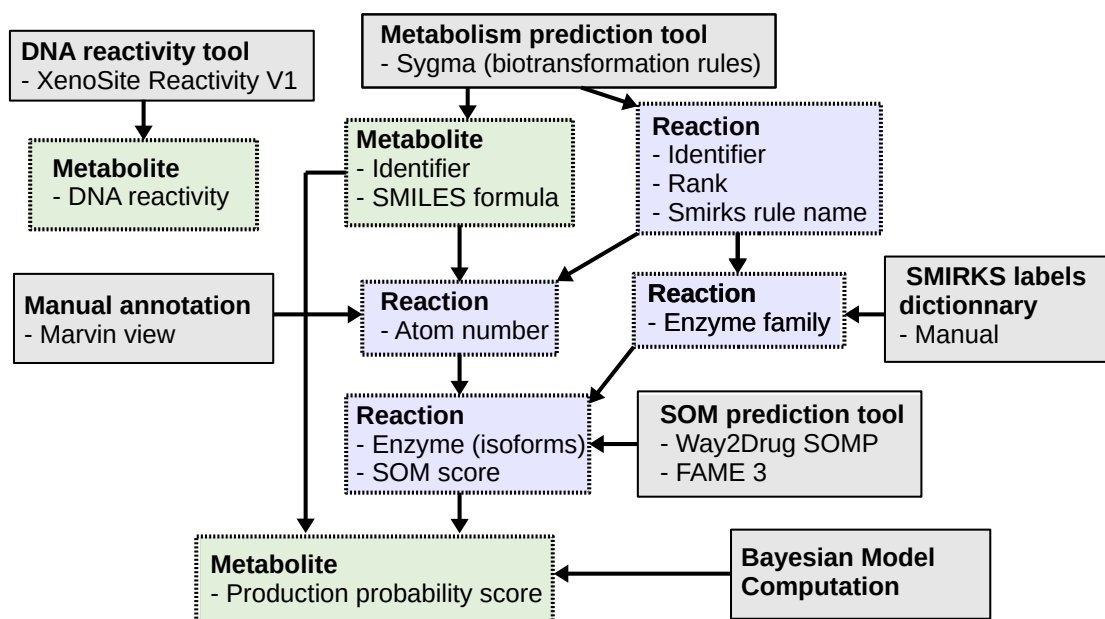 DNA reactivity tool
- XenoSite Reactivity V1
Metabolism prediction tool
- Sygma (biotransformation rules)
Metabolite
- DNA reactivity
Metabolite
- Identifier
- SMILES formula
Reaction
- Identifier
- Rank
- Smirks rule name
Manual annotation
- Marvin view
Reaction
- Atom number
Reaction
- Enzyme family
SMIRKS labels
dictionnary
- Manual
Reaction
- Enzyme (isoforms)
- SOM score
SOM prediction tool
- Way2Drug SOMP
- FAME 3
Metabolite
- Production probability score
Bayesian Model
Computation